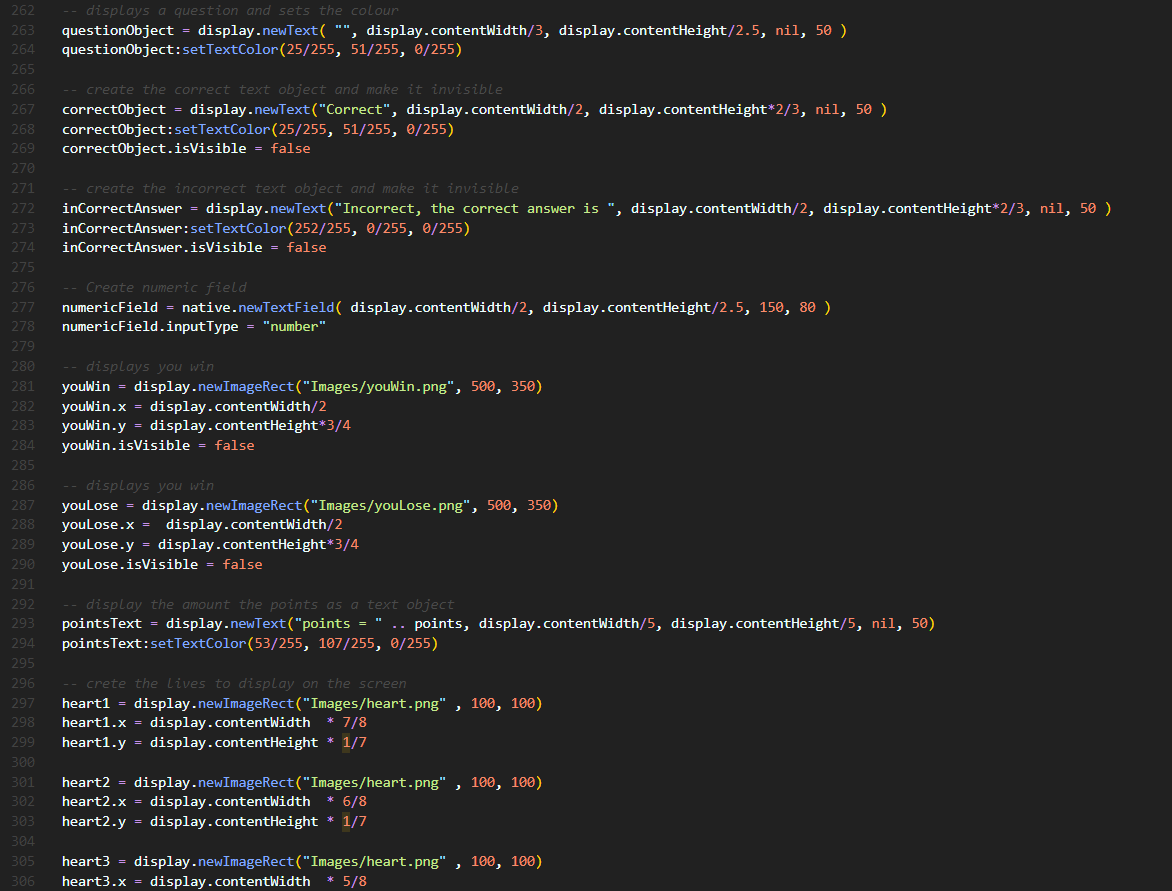 262 -- displays a question and sets the colour
263 questionObject = display.newText( "", display.contentWidth/3, display.contentHeight/2.5, nil, 50 )
264 questionObject:setTextColor(25/255, 51/255, 0/255)
265
266 -- create the correct text object and make it invisible
267 correctObject = display.newText("Correct", display.contentWidth/2, display.contentHeight*2/3, nil, 50 )
268 correctObject:setTextColor(25/255, 51/255, 0/255)
269 correctObject.isVisible = false
270
271 -- create the incorrect text object and make it invisible
272 inCorrectAnswer = display.newText("Incorrect, the correct answer is ", display.contentWidth/2, display.contentHeight*2/3, nil, 50 )
273 inCorrectAnswer:setTextColor(252/255, 0/255, 0/255)
274 inCorrectAnswer.isVisible = false
275
276 -- Create numeric field
277 numericField = native.newTextField( display.contentWidth/2, display.contentHeight/2.5, 150, 80 )
278 numericField.inputType = "number"
279
280 -- displays you win
281 youWin = display.newImageRect("Images/youWin.png", 500, 350)
282 youWin.x = display.contentWidth/2
283 youWin.y = display.contentHeight*3/4
284 youWin.isVisible = false
285
286 -- displays you win
287 youLose = display.newImageRect("Images/youLose.png", 500, 350)
288 youLose.x =  display.contentWidth/2
289 youLose.y = display.contentHeight*3/4
290 youLose.isVisible = false
291
292 -- display the amount the points as a text object
293 pointsText = display.newText("points = " .. points, display.contentWidth/5, display.contentHeight/5, nil, 50)
294 pointsText:setTextColor(53/255, 107/255, 0/255)
295
296 -- crete the lives to display on the screen
297 heart1 = display.newImageRect("Images/heart.png" , 100, 100)
298 heart1.x = display.contentWidth  * 7/8
299 heart1.y = display.contentHeight * 1/7
300
301 heart2 = display.newImageRect("Images/heart.png" , 100, 100)
302 heart2.x = display.contentWidth  * 6/8
303 heart2.y = display.contentHeight * 1/7
304
305 heart3 = display.newImageRect("Images/heart.png" , 100, 100)
306 heart3.x = display.contentWidth  * 5/8